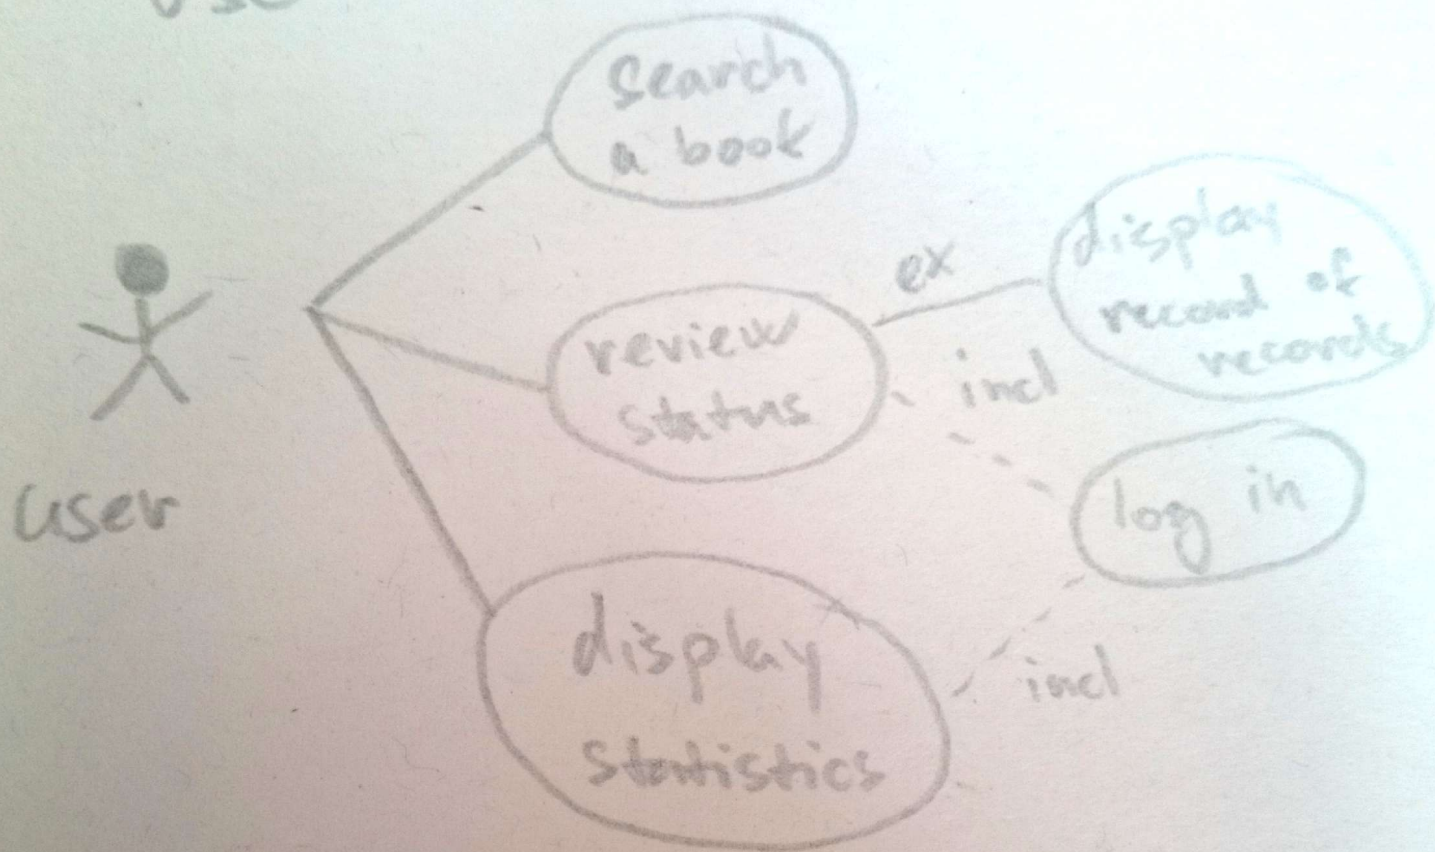 search
a book
display
record of
records
ex
review
status
incl
log in
user
display
statistics
incl